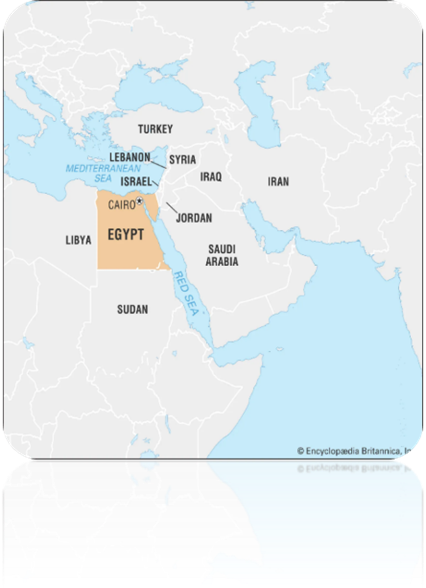 TURKEY
LEBANON
SYRIA
MEDITERRANEAN
SEA
ISRAEL
IRAQ
IRAN
CAIRO
JORDAN
LIBYA
EGYPT
SAUDI
ARABIA
RED SEA
SUDAN
© Encyclopædia Britannica, In